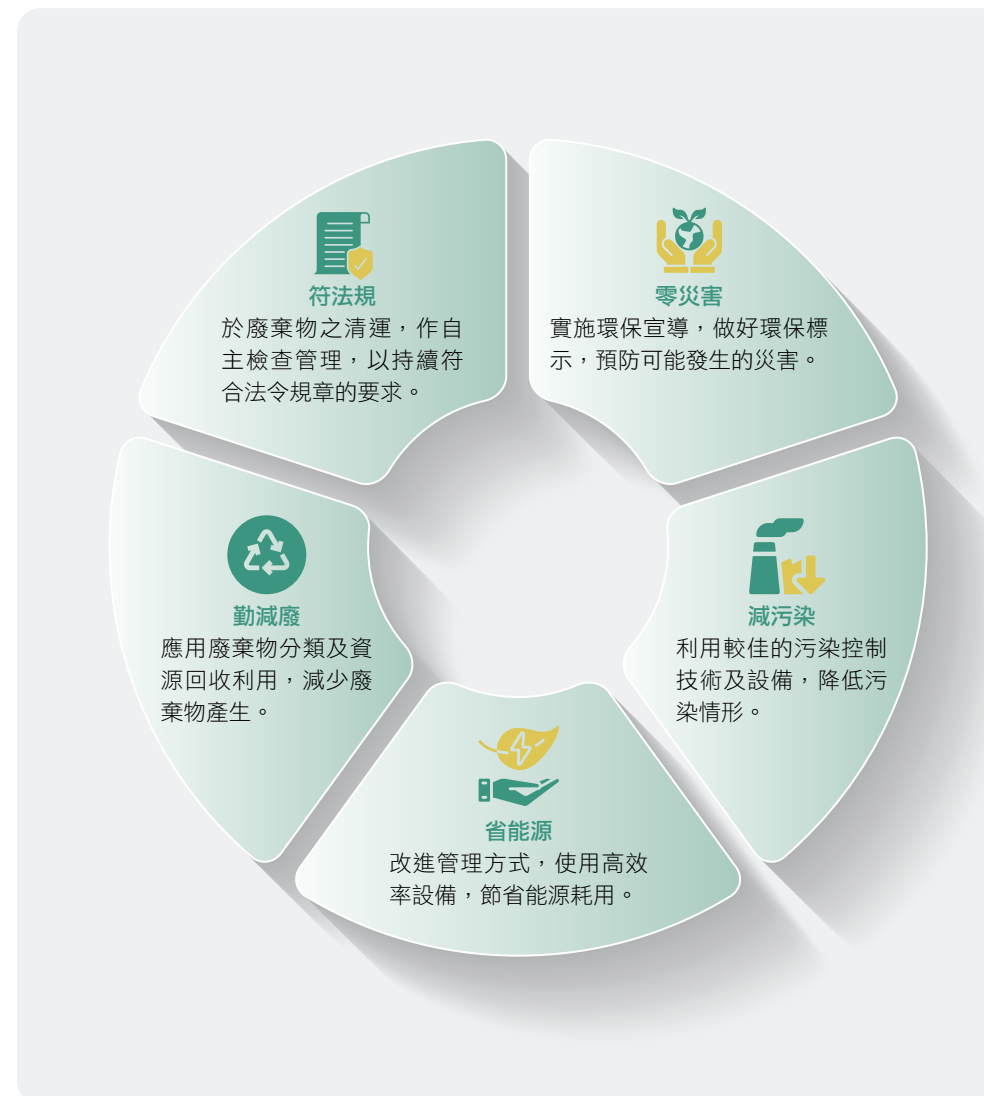 符法規
於廢棄物之清運，作自
主檢查管理，以持續符
合法令規章的要求。
零災害
實施環保宣導，做好環保標
示，預防可能發生的災害。
減污染
利用較佳的污染控制
技術及設備，降低污
染情形。
省能源
改進管理方式，使用高效
率設備，節省能源耗用。
勤減廢
應用廢棄物分類及資
源回收利用，減少廢
棄物產生。